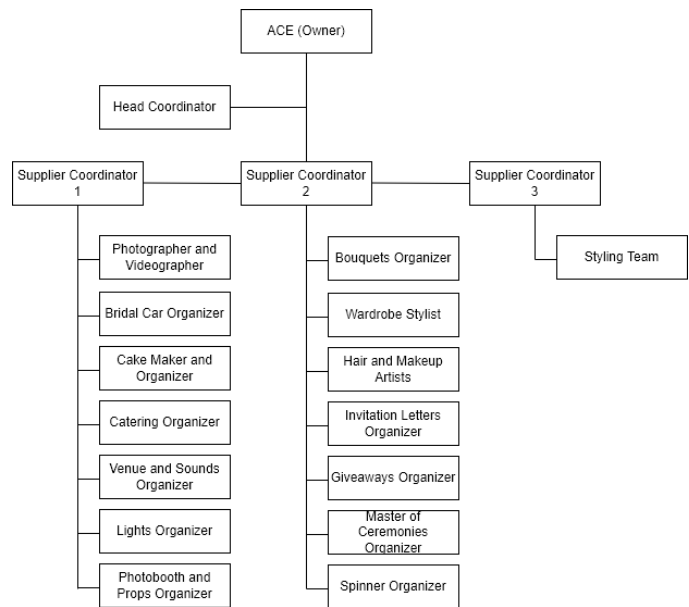 ACE (Owner)
Head Coordinator
Supplier Coordinator
1
Supplier Coordinator
2
Supplier Coordinator
3
Photographer and
Videographer
Bridal Car Organizer
Cake Maker and
Organizer
Catering Organizer
Venue and Sounds
Organizer
Lights Organizer
Photobooth and
Props Organizer
Bouquets Organizer
Wardrobe Stylist
Hair and Makeup
Artists
Invitation Letters
Organizer
Giveaways Organizer
Master of
Ceremonies
Organizer
Spinner Organizer
Styling Team